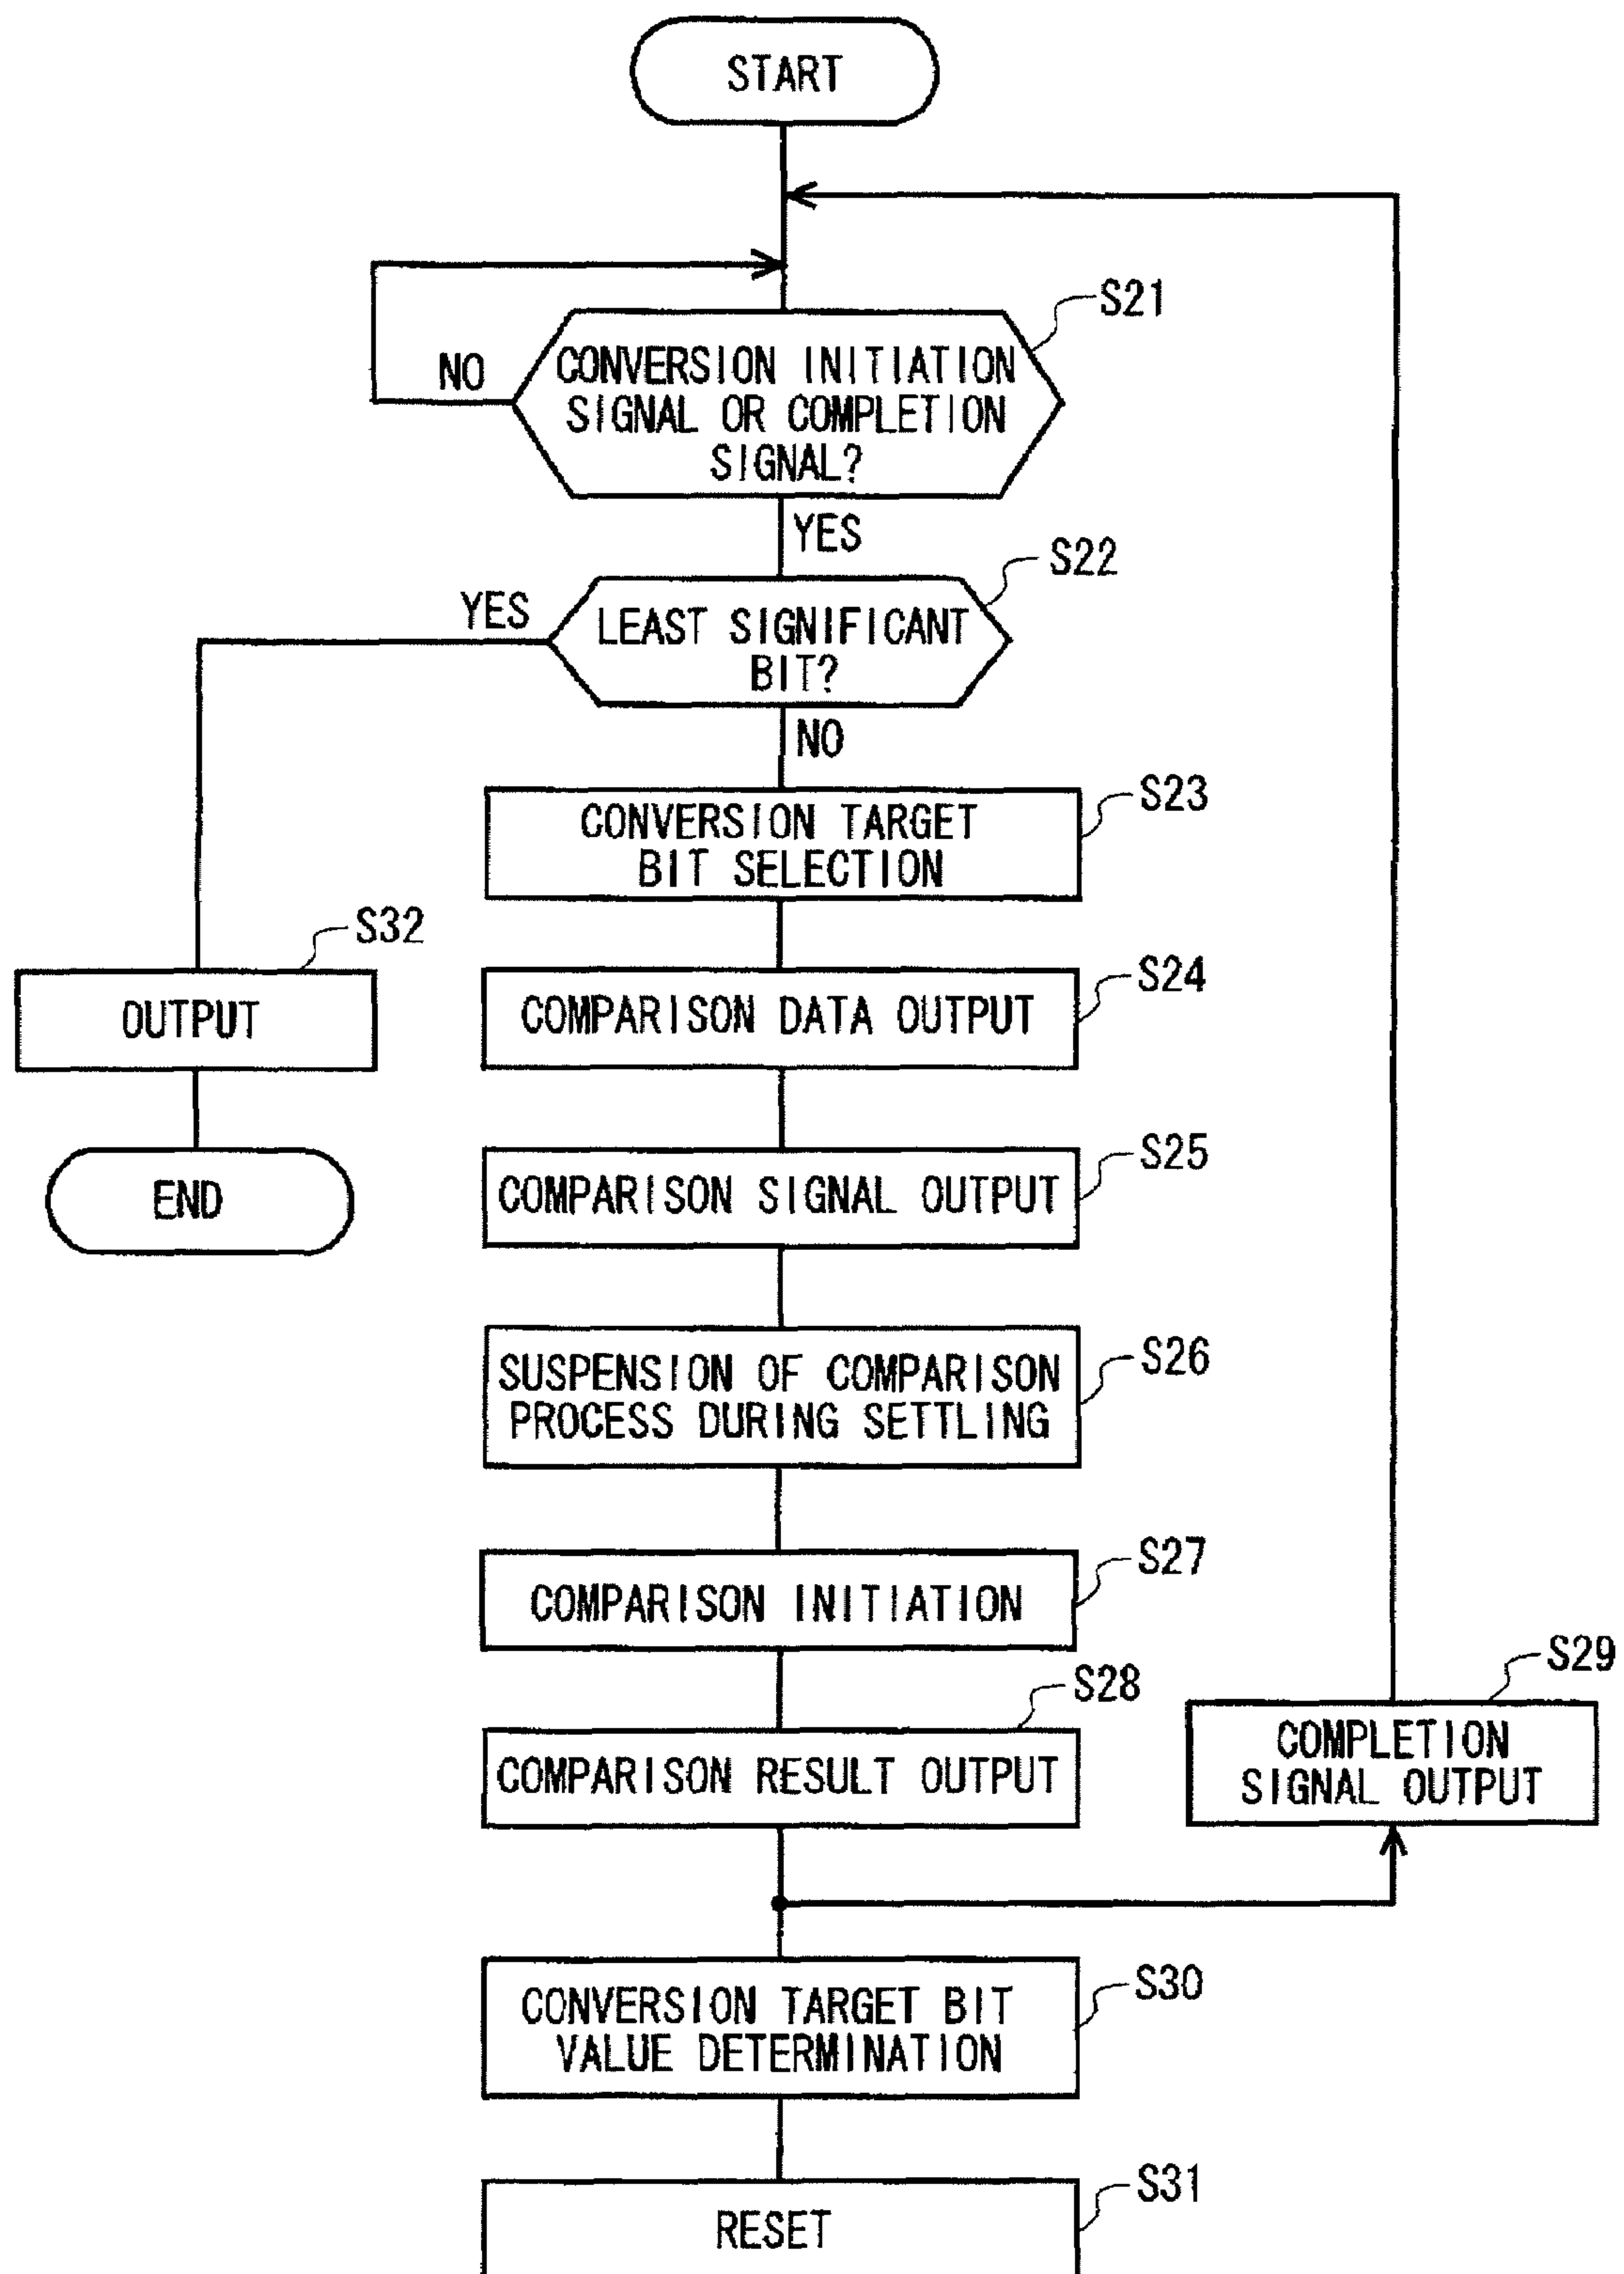 START
S21
NO
CONVERSION INITIATION
SIGNAL OR COMPLETION
SIGNAL?
YES
S22
YES
LEAST SIGNIFICANT
BIT?
NO
S23
CONVERSION TARGET
BIT SELECTION
S32
OUTPUT
S24
COMPARISON DATA OUTPUT
END
S25
COMPARISON SIGNAL OUTPUT
S26
SUSPENSION OF COMPARISON
PROCESS DURING SETTLING
S27
COMPARISON INITIATION
S28
COMPARISON RESULT OUTPUT
S29
COMPLETION
SIGNAL OUTPUT
S30
CONVERSION TARGET BIT
VALUE DETERMINATION
S31
RESET